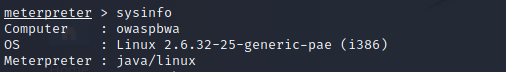 meterpreter > sysinfo
Computer : owaspbwa
OS : Linux 2.6.32-25-generic-pae (i386)
Meterpreter : java/linux